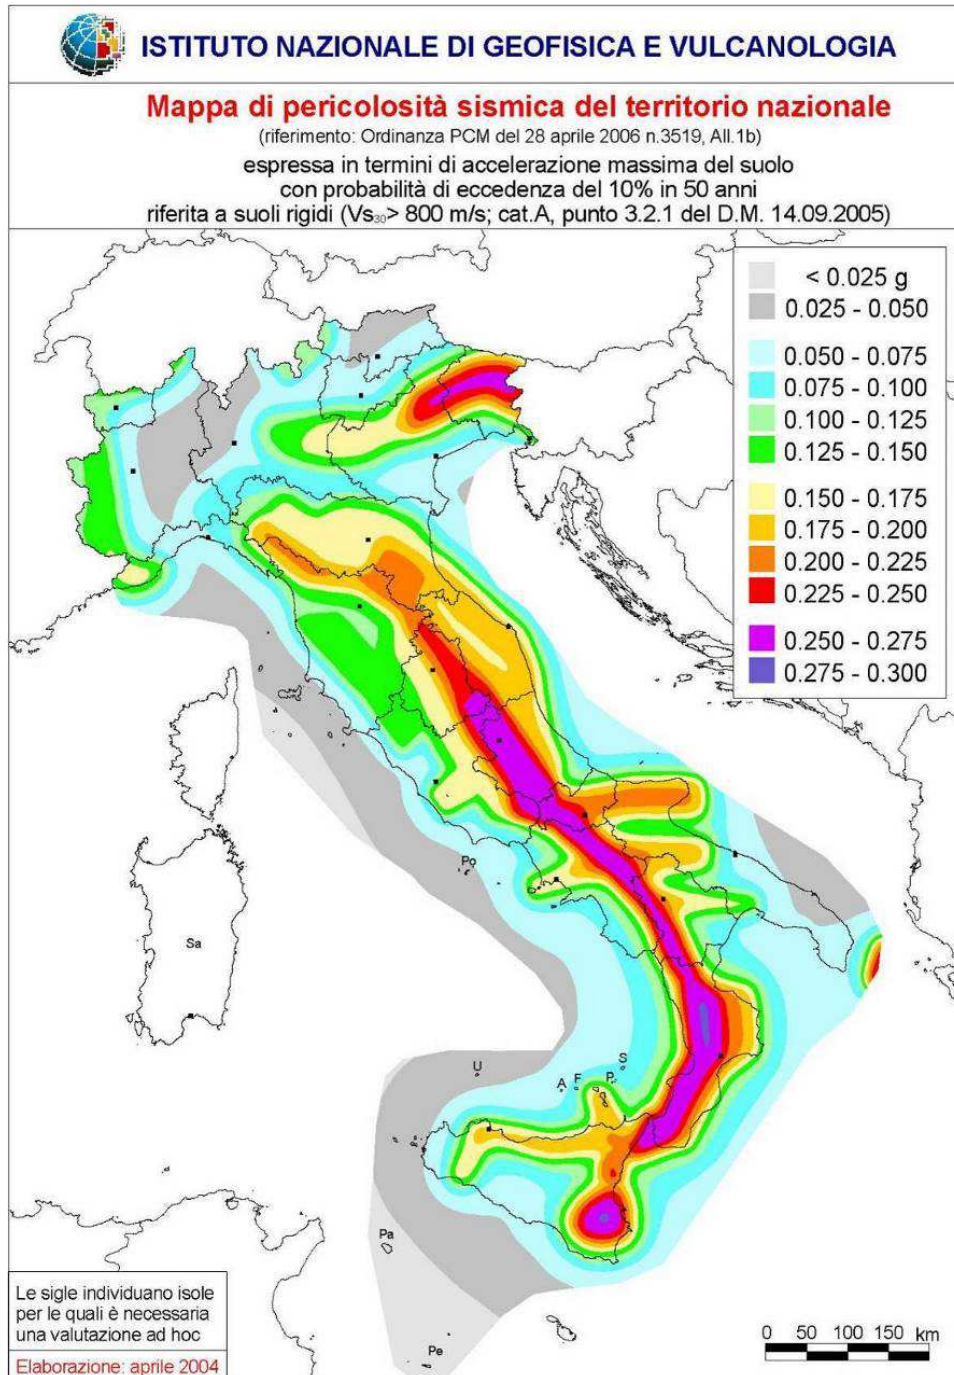 ISTITUTO NAZIONALE DI GEOFISICA E VULCANOLOGIA
Mappa di pericolosità sismica del territorio nazionale
(riferimento: Ordinanza PCM del 28 aprile 2006 n.3519, All.1b)
espressa in termini di accelerazione massima del suolo
con probabilità di eccedenza del 10% in 50 anni
riferita a suoli rigidi (Vs30> 800 m/s; cat.A, punto 3.2.1 del D.M. 14.09.2005)
< 0.025 g
0.025 - 0.050
0.050 - 0.075
0.075 - 0.100
0.100 - 0.125
0.125 - 0.150
0.150 - 0.175
0.175 - 0.200
0.200 - 0.225
0.225 - 0.250
0.250 - 0.275
0.275 - 0.300
Po
Sa
U
S
A
F
P
Pa
Pe
Le sigle individuano isole
per le quali è necessaria
una valutazione ad hoc
Elaborazione: aprile 2004
0 50 100 150 km